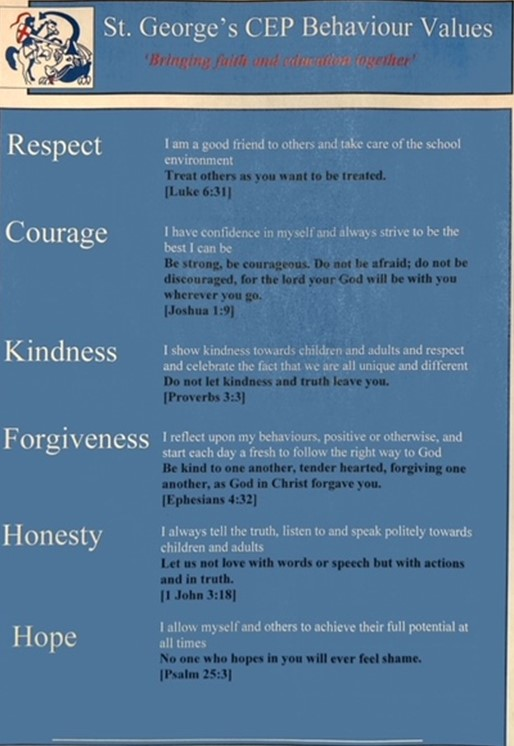 St. George's CEP Behaviour Values
'Bringing faith and education together'
Respect
I am a good friend to others and take care of the school
environment
Treat others as you want to be treated.
[Luke 6:31]
Courage
I have confidence in myself and always strive to be the
best I can be
Be strong, be courageous. Do not be afraid; do not be
discouraged, for the lord your God will be with you
wherever you go.
[Joshua 1:9]
Kindness
I show kindness towards children and adults and respect
and celebrate the fact that we are all unique and different
Do not let kindness and truth leave you.
[Proverbs 3:3]
Forgiveness
I reflect upon my behaviours, positive or otherwise, and
start each day a fresh to follow the right way to God
Be kind to one another, tender hearted, forgiving one
another, as God in Christ forgave you.
[Ephesians 4:32]
Honesty
I always tell the truth, listen to and speak politely towards
children and adults
Let us not love with words or speech but with actions
and in truth.
[1 John 3:18]
Hope
I allow myself and others to achieve their full potential at
all times
No one who hopes in you will ever feel shame.
[Psalm 25:3]